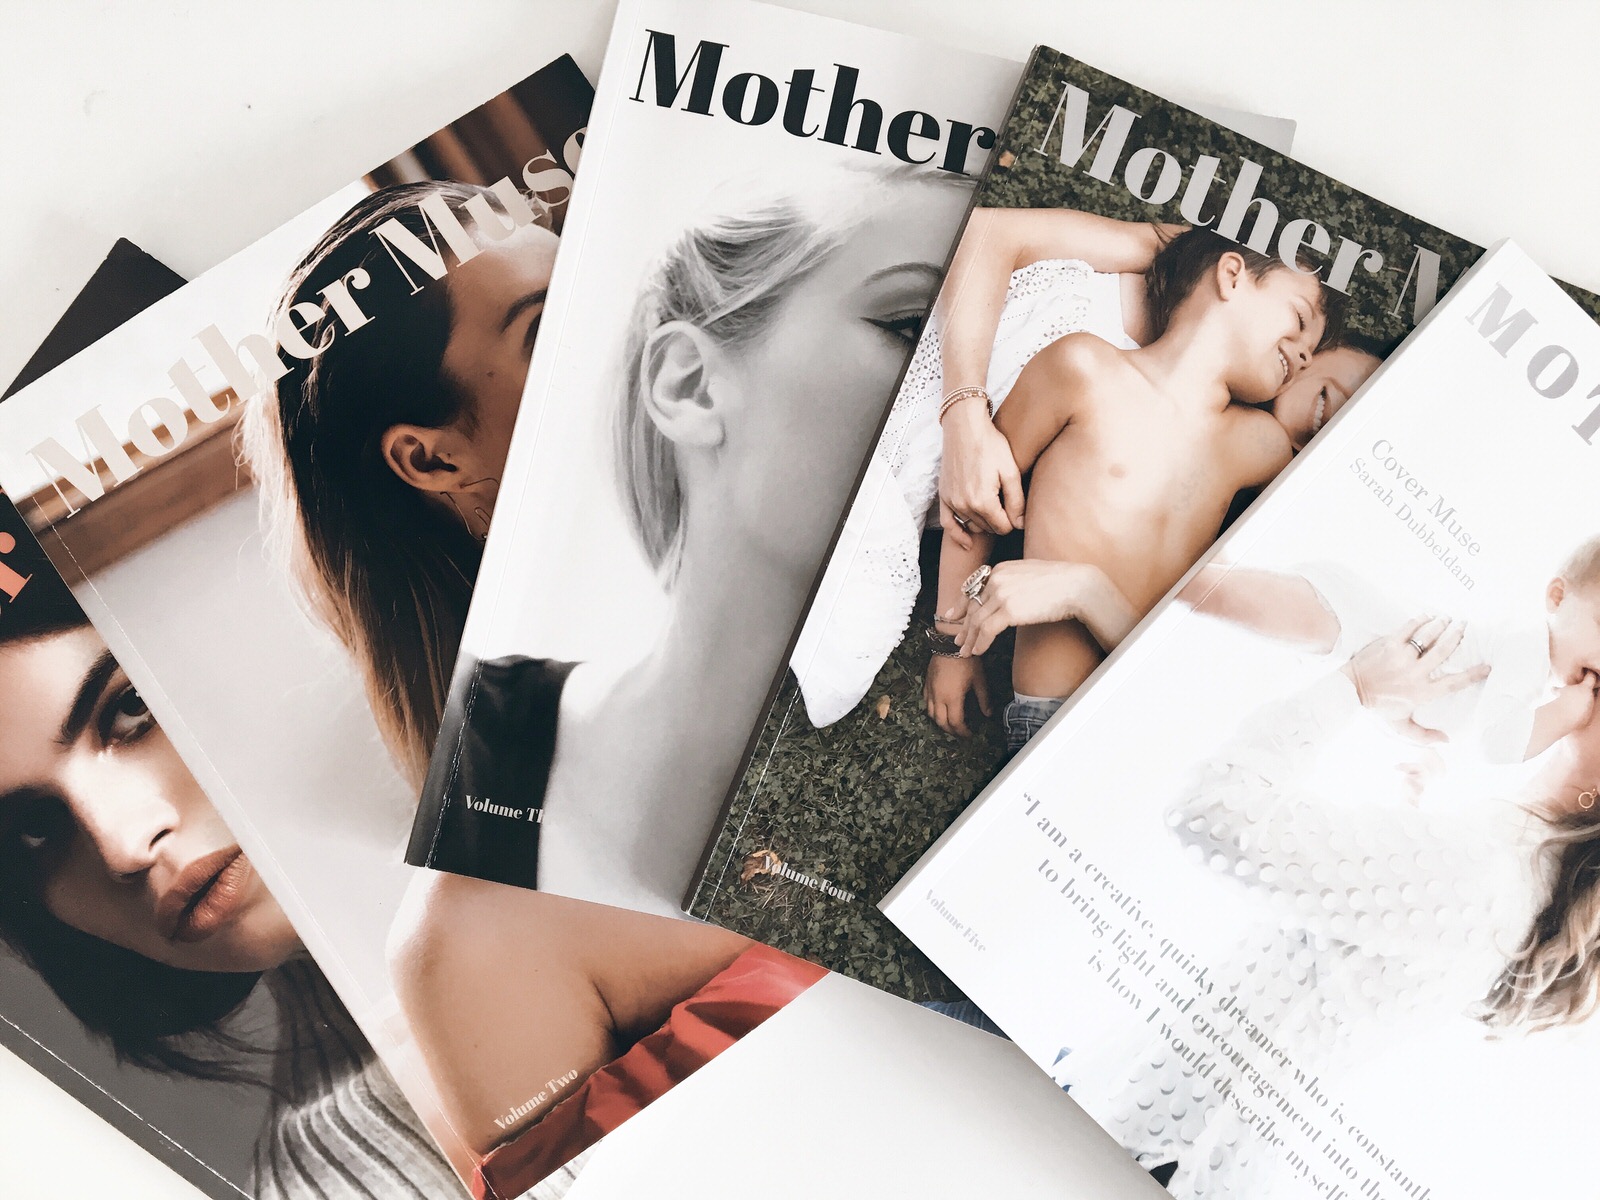 Mother Muse
Volume Two
Mother
Volume Th
Mother M
Volume Four
MOT
Cover Muse
Sarah Dubbeldam
“I am a creative, quirky dreamer who is constantl
to bring light and encouragement into the
is how I would describe myself
Volume Five